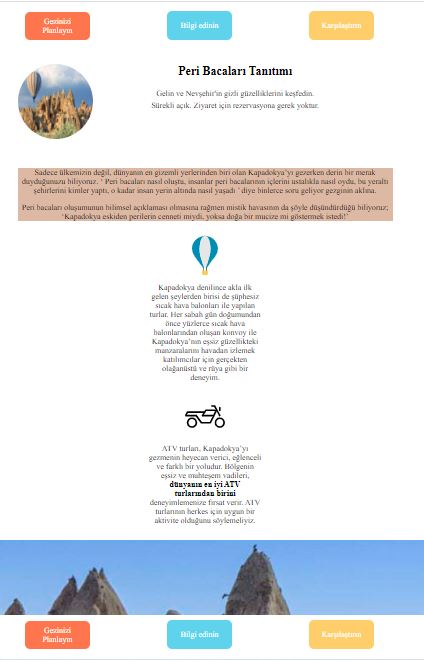 Gezinizi
Planlayın
Bilgi edinin
Karşılaştırın
Peri Bacaları Tanıtımı
Gelin ve Nevşehir'in gizli güzelliklerini keşfedin.
Sürekli açık. Ziyaret için rezervasyona gerek yoktur.
Sadece ülkemizin değil, dünyanın en gizemli yerlerinden biri olan Kapadokya’yı gezerken derin bir merak
duyduğunuzu biliyoruz. ‘ Peri bacaları nasıl oluştu, insanlar peri bacalarının içlerini ustalıkla nasıl oydu, bu yeraltı
şehirlerini kimler yaptı, o kadar insan yerin altında nasıl yaşadı ’ diye binlerce soru geliyor gezginin aklına.
Peri bacaları oluşumunun bilimsel açıklaması olmasına rağmen mistik havasının da şöyle düşündürdüğü biliyoruz;
‘Kapadokya eskiden perilerin cenneti miydi, yoksa doğa bir mucize mi göstermek istedi!’
Kapadokya denilince akla ilk
gelen şeylerden birisi de şüphesiz
sıcak hava balonları ile yapılan
turlar. Her sabah gün doğumundan
önce yüzlerce sıcak hava
balonlarından oluşan konvoy ile
Kapadokya’nın eşsiz güzellikteki
manzaralarını havadan izlemek
katılımcılar için gerçekten
olağanüstü ve rüya gibi bir
deneyim.
ATV turları, Kapadokya’yı
gezmenin heyecan verici, eğlenceli
ve farklı bir yoludur. Bölgenin
eşsiz ve muhteşem vadileri,
dünyanın en iyi ATV
turlarından birini
deneyimlemenize fırsat verir. ATV
turlarının herkes için uygun bir
aktivite olduğunu söylemeliyiz.
Gezinizi
Planlayın
Bilgi edinin
Karşılaştırın